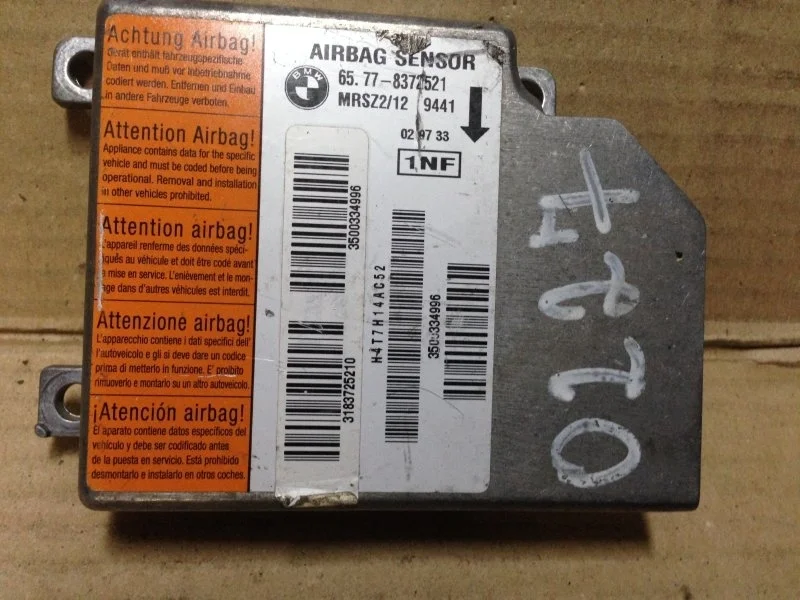 Achtung Airbag!
Gerät enthält fahrzeugspezifische
Daten und muß vor Inbetriebnahme
codiert werden. Entfernen und Einbau
in andere Fahrzeuge verboten.
Attention Airbag!
Appliance contains data for the specific
vehicle and must be coded before being
operational. Removal and installation
in other vehicles prohibited.
Attention airbag!
L'appareil renferme des données spéci-
fiqués au véhicule et doit être codé avant
la mise en service. L'enièvement et le mon-
tage dans d'autres véhicules est interdit.
Attenzione airbag!
L'apparecchio contiene i dati specifici dell'
l'autoveicolo e gli si deve dare un codice
prima di metterlo in funzione. E' proibito
rimuoverlo e montarlo su un altro autoveicolo.
¡Atención airbag!
El aparato contiene datos específicos del
vehículo y debe ser codificado antes
de la puesta en servicio. Está prohibido
desmontarlo e instalarlo en otros coches.
AIRBAG SENSOR
BMW
65.77-8372521
MRSZ2/12 9441
02 97 33
1NF
3500334996
3183725210
H4T7H14AC52
3500334996